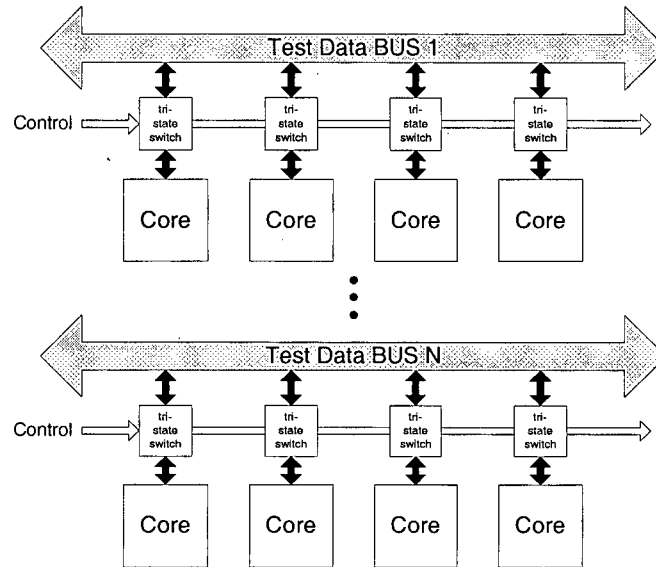 Test Data BUS 1
Control
tri-
state
switch
tri-
state
switch
tri-
state
switch
tri-
state
switch
Core
Core
Core
Core
Test Data BUS N
Control
tri-
state
switch
tri-
state
switch
tri-
state
switch
tri-
state
switch
Core
Core
Core
Core